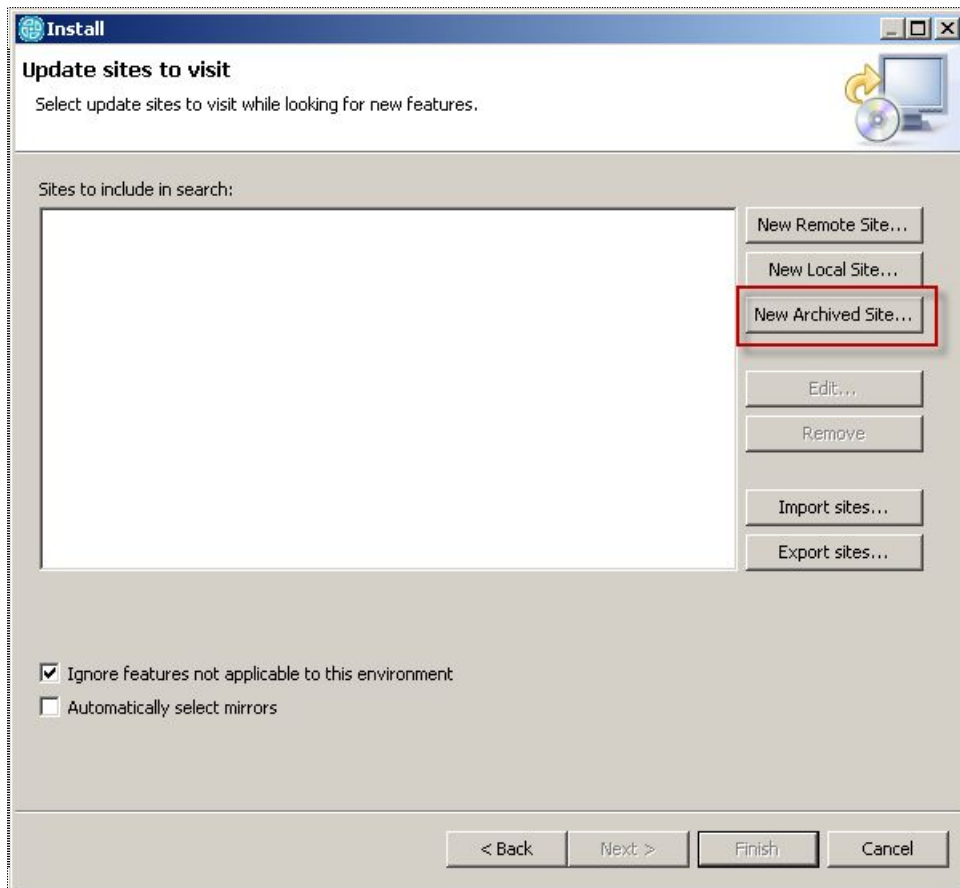 Install
Update sites to visit
Select update sites to visit while looking for new features.
Sites to include in search:
New Remote Site...
New Local Site...
New Archived Site...
Edit...
Remove
Import sites...
Export sites...
Ignore features not applicable to this environment
Automatically select mirrors
< Back Next > Finish Cancel